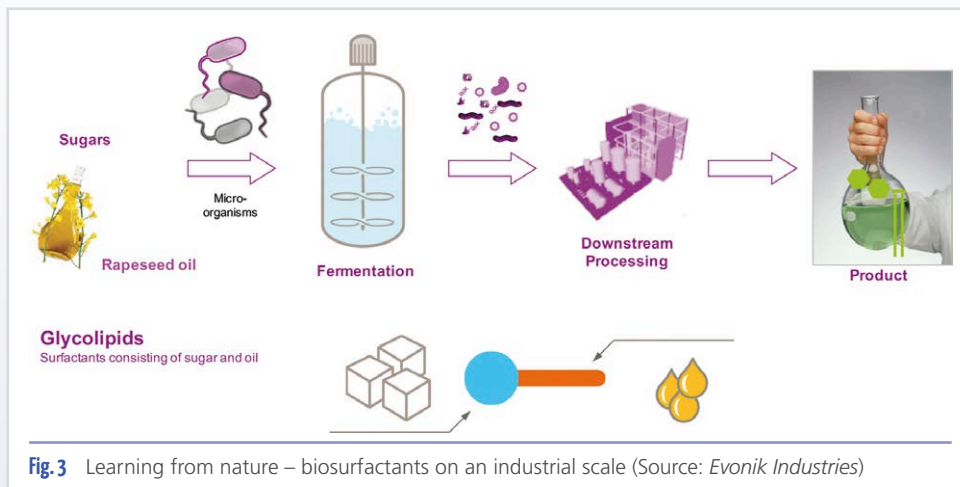 Sugars
Micro-
organisms
Rapeseed oil
Fermentation
Downstream
Processing
Product
Glycolipids
Surfactants consisting of sugar and oil
Fig. 3 Learning from nature – biosurfactants on an industrial scale (Source: Evonik Industries)